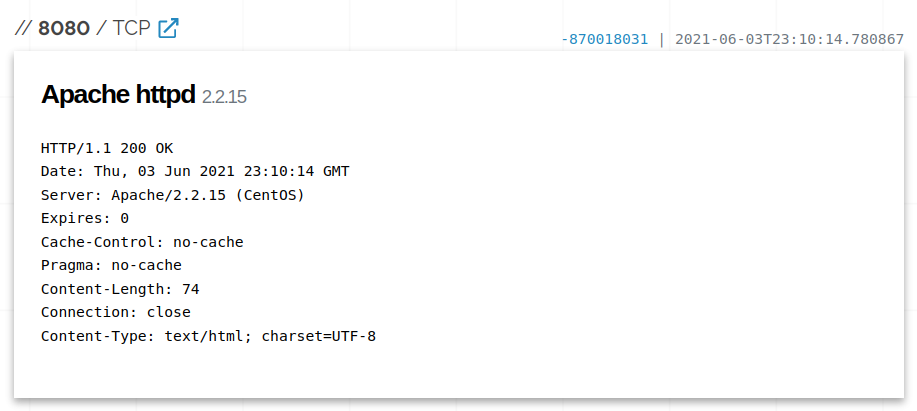 // 8080 / TCP
-870018031 | 2021-06-03T23:10:14.780867
Apache httpd 2.2.15
HTTP/1.1 200 OK
Date: Thu, 03 Jun 2021 23:10:14 GMT
Server: Apache/2.2.15 (CentOS)
Expires: 0
Cache-Control: no-cache
Pragma: no-cache
Content-Length: 74
Connection: close
Content-Type: text/html; charset=UTF-8